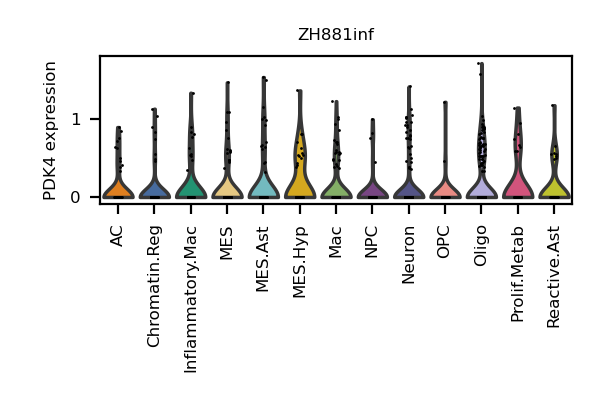 ZH881inf
PDK4 expression
1
0
AC
Chromatin.Reg
Inflammatory.Mac
MES
MES.Ast
MES.Hyp
Mac
NPC
Neuron
OPC
Oligo
Prolif.Metab
Reactive.Ast